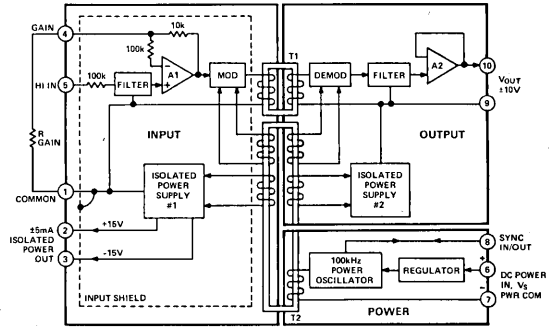 GAIN
4
10k
100k
T1
A1
MOD
DEMOD
FILTER
A2
10
VOUT
±10V
HI IN
5
100k
FILTER
9
INPUT
OUTPUT
R
GAIN
1
COMMON
ISOLATED
POWER
SUPPLY
#1
ISOLATED
POWER
SUPPLY
#2
±5mA
ISOLATED
POWER
OUT
2
+15V
3
-15V
8
SYNC
IN/OUT
100kHz
POWER
OSCILLATOR
REGULATOR
+
6
DC POWER
IN, VS
-
7
PWR COM
INPUT SHIELD
T2
POWER